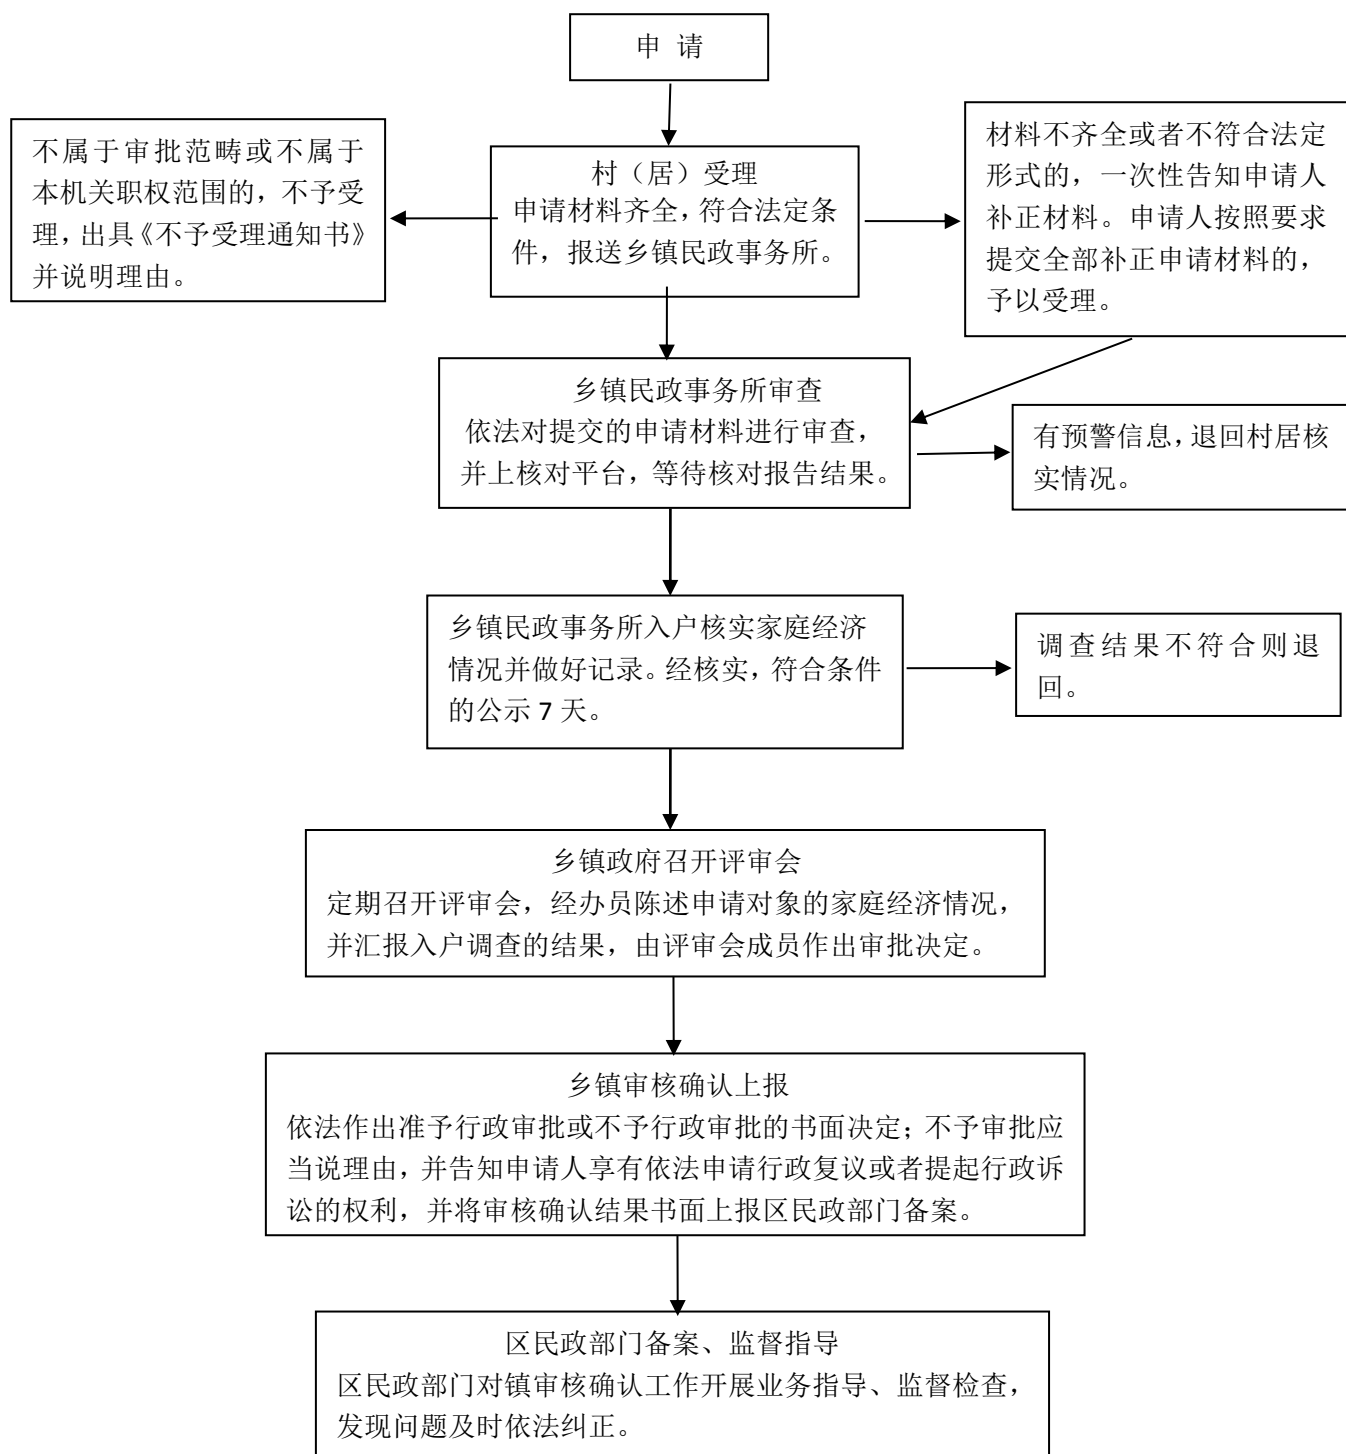 申 请
不属于审批范畴或不属于
本机关职权范围的，不予受
理，出具《不予受理通知书》
并说明理由。
村（居）受理
申请材料齐全，符合法定条
件，报送乡镇民政事务所。
材料不齐全或者不符合法定
形式的，一次性告知申请人
补正材料。申请人按照要求
提交全部补正申请材料的，
予以受理。
乡镇民政事务所审查
依法对提交的申请材料进行审查，
并上核对平台，等待核对报告结果。
有预警信息，退回村居核
实情况。
乡镇民政事务所入户核实家庭经济
情况并做好记录。经核实，符合条件
的公示 7 天。
调查结果不符合则退
回。
乡镇政府召开评审会
定期召开评审会，经办员陈述申请对象的家庭经济情况，
并汇报入户调查的结果，由评审会成员作出审批决定。
乡镇审核确认上报
依法作出准予行政审批或不予行政审批的书面决定；不予审批应
当说理由，并告知申请人享有依法申请行政复议或者提起行政诉
讼的权利，并将审核确认结果书面上报区民政部门备案。
区民政部门备案、监督指导
区民政部门对镇审核确认工作开展业务指导、监督检查，
发现问题及时依法纠正。